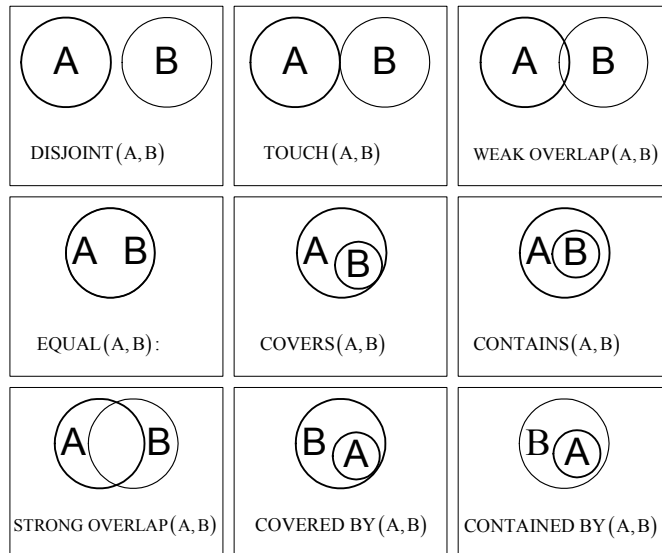 A B
DISJOINT(A, B)
A B
TOUCH(A, B)
A B
WEAK OVERLAP(A, B)
A B
EQUAL(A, B):
A B
COVERS(A, B)
A B
CONTAINS(A, B)
A B
STRONG OVERLAP(A, B)
B A
COVERED BY(A, B)
B A
CONTAINED BY(A, B)